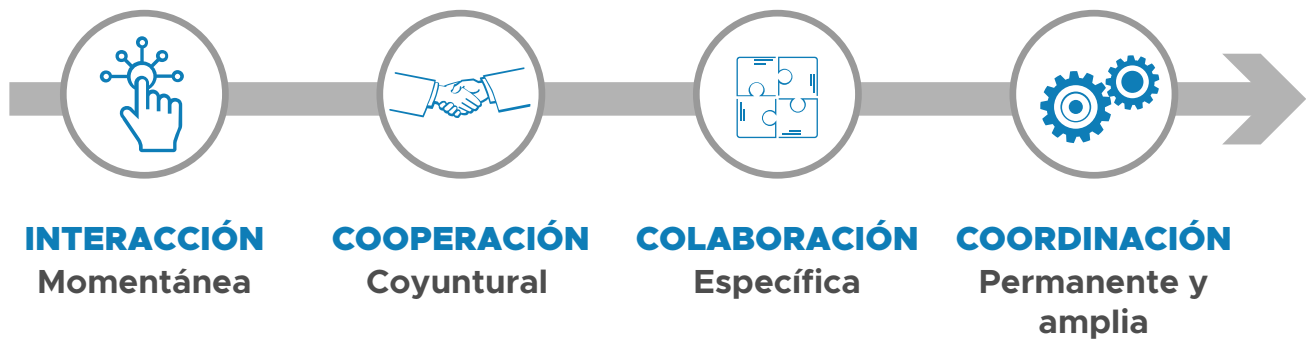 INTERACCIÓN
Momentánea
COOPERACIÓN
Coyuntural
COLABORACIÓN
Específica
COORDINACIÓN
Permanente y
amplia